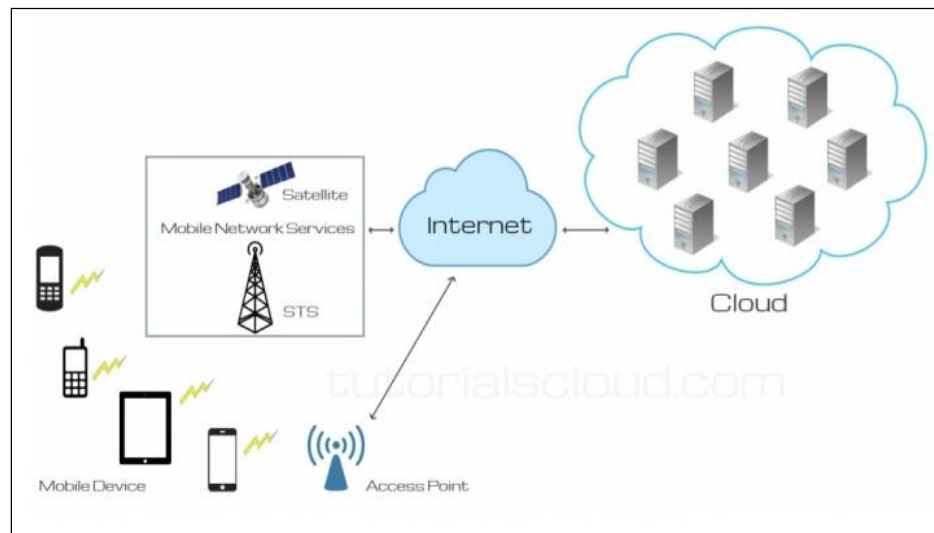 Satellite
Mobile Network Services
STS
Internet
Cloud
tutorialscloud.com
Mobile Device
Access Point